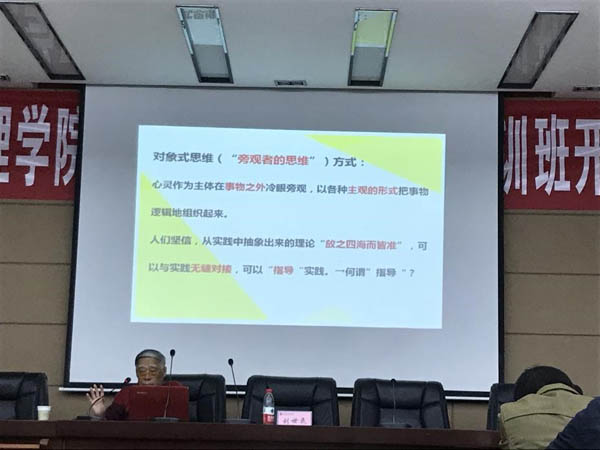 理学院
训班开
对象式思维（“旁观者的思维”）方式：
心灵作为主体在事物之外冷眼旁观，以各种主观的形式把事物
逻辑地组织起来。
人们坚信，从实践中抽象出来的理论“放之四海而皆准”，可
以与实践无缝对接，可以“指导“实践。—何谓”指导“？